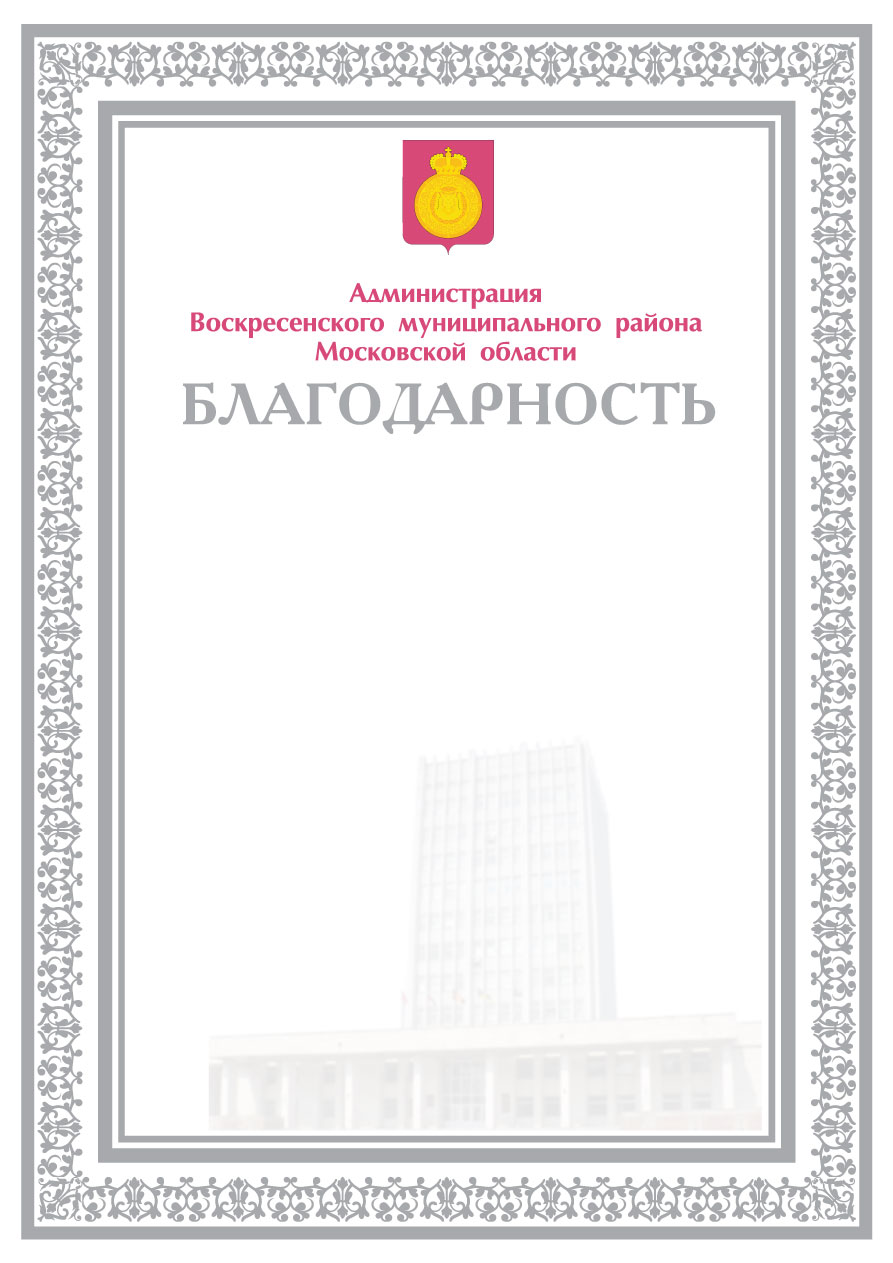 Администрация
Воскресенского муниципального района
Московской области
БЛАГОДАРНОСТЬ